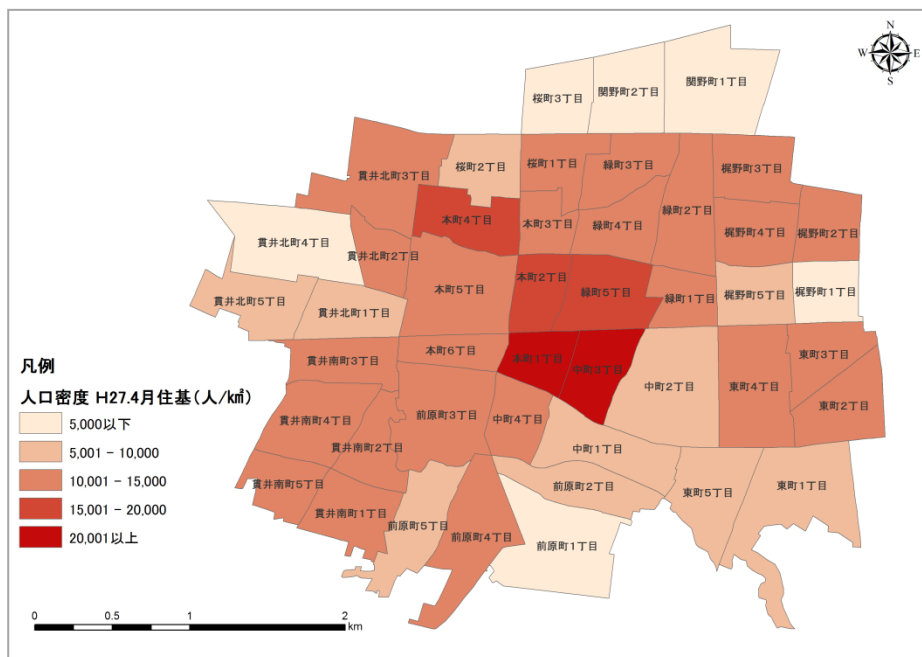 N
W
E
S
関野町1丁目
関野町2丁目
桜町3丁目
貫井北町3丁目
桜町2丁目
桜町1丁目
緑町3丁目
梶野町3丁目
本町4丁目
本町3丁目
緑町4丁目
緑町2丁目
梶野町4丁目
梶野町2丁目
貫井北町4丁目
貫井北町2丁目
本町5丁目
本町2丁目
緑町5丁目
緑町1丁目
梶野町5丁目
梶野町1丁目
貫井北町5丁目
貫井北町1丁目
貫井南町3丁目
本町6丁目
本町1丁目
中町3丁目
中町2丁目
東町4丁目
東町3丁目
東町2丁目
貫井南町4丁目
前原町3丁目
中町4丁目
貫井南町2丁目
中町1丁目
貫井南町5丁目
貫井南町1丁目
前原町5丁目
前原町4丁目
前原町2丁目
前原町1丁目
東町5丁目
東町1丁目
凡例
人口密度 H27.4月住基(人/k㎡)
5,000以下
5,001 - 10,000
10,001 - 15,000
15,001 - 20,000
20,001以上
0 0.5 1 2
km